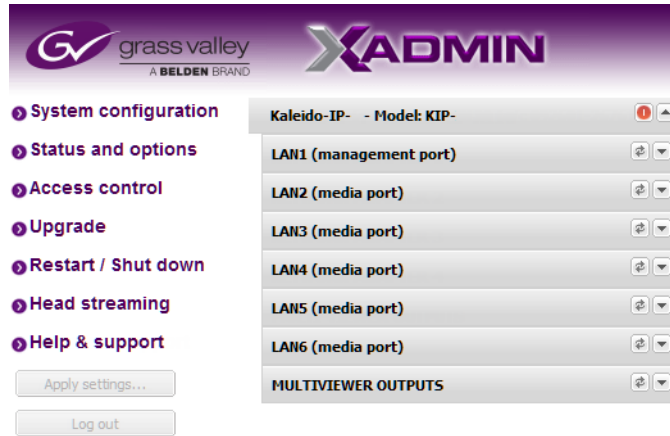 GV grass valley
A BELDEN BRAND
XADMIN
System configuration
Status and options
Access control
Upgrade
Restart / Shut down
Head streaming
Help & support
Apply settings...
Log out
Kaleido-IP-   - Model: KIP-
LAN1 (management port)
LAN2 (media port)
LAN3 (media port)
LAN4 (media port)
LAN5 (media port)
LAN6 (media port)
MULTIVIEWER OUTPUTS